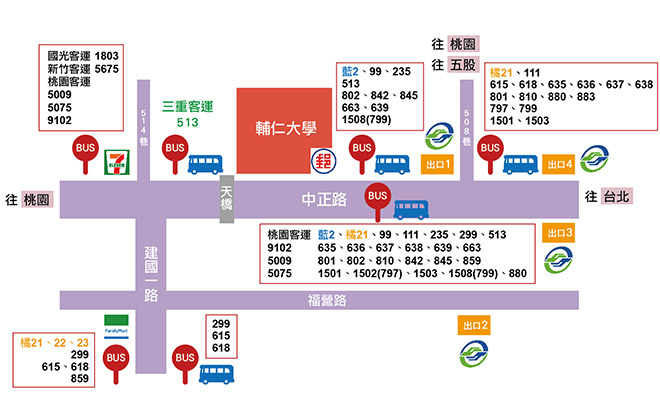 往 桃園
往 五股
國光客運 1803
新竹客運 5675
桃園客運
5009
5075
9102
514巷
三重客運
513
輔仁大學
郵
藍2、99、235
513
802、842、845
663、639
1508(799)
508巷
橘21、111
615、618、635、636、637、638
801、810、880、883
797、799
1501、1503
BUS
7
ELEVEN
BUS
BUS
出口1
BUS
出口4
往 桃園
天橋
中正路
BUS
往 台北
建國一路
桃園客運
9102
5009
5075
藍2、橘21、99、111、235、299、513
635、636、637、638、639、663
801、802、810、842、845、859
1501、1502(797)、1503、1508(799)、880
出口3
福營路
FamilyMart
橘21、22、23
299
615、618
859
BUS
BUS
299
615
618
出口2